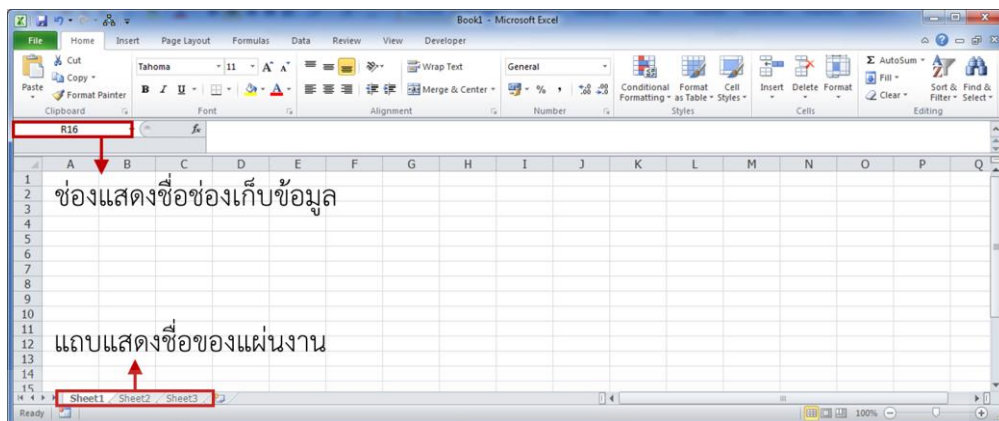 Book1 - Microsoft Excel
File Home Insert Page Layout Formulas Data Review View Developer
Cut
Copy
Format Painter
Paste
Tahoma 11
B I U
Wrap Text
Merge & Center
General
Conditional Formatting
Format as Table
Cell Styles
Insert Delete Format
AutoSum
Fill
Clear
Sort & Filter
Find & Select
Clipboard Font Alignment Number Styles Cells Editing
R16 fx
A B C D E F G H I J K L M N O P Q
1
2
3
ช่องแสดงชื่อช่องเก็บข้อมูล
4
5
6
7
8
9
10
11
12
แถบแสดงชื่อของแผ่นงาน
13
14
15
Sheet1 Sheet2 Sheet3
Ready 100%